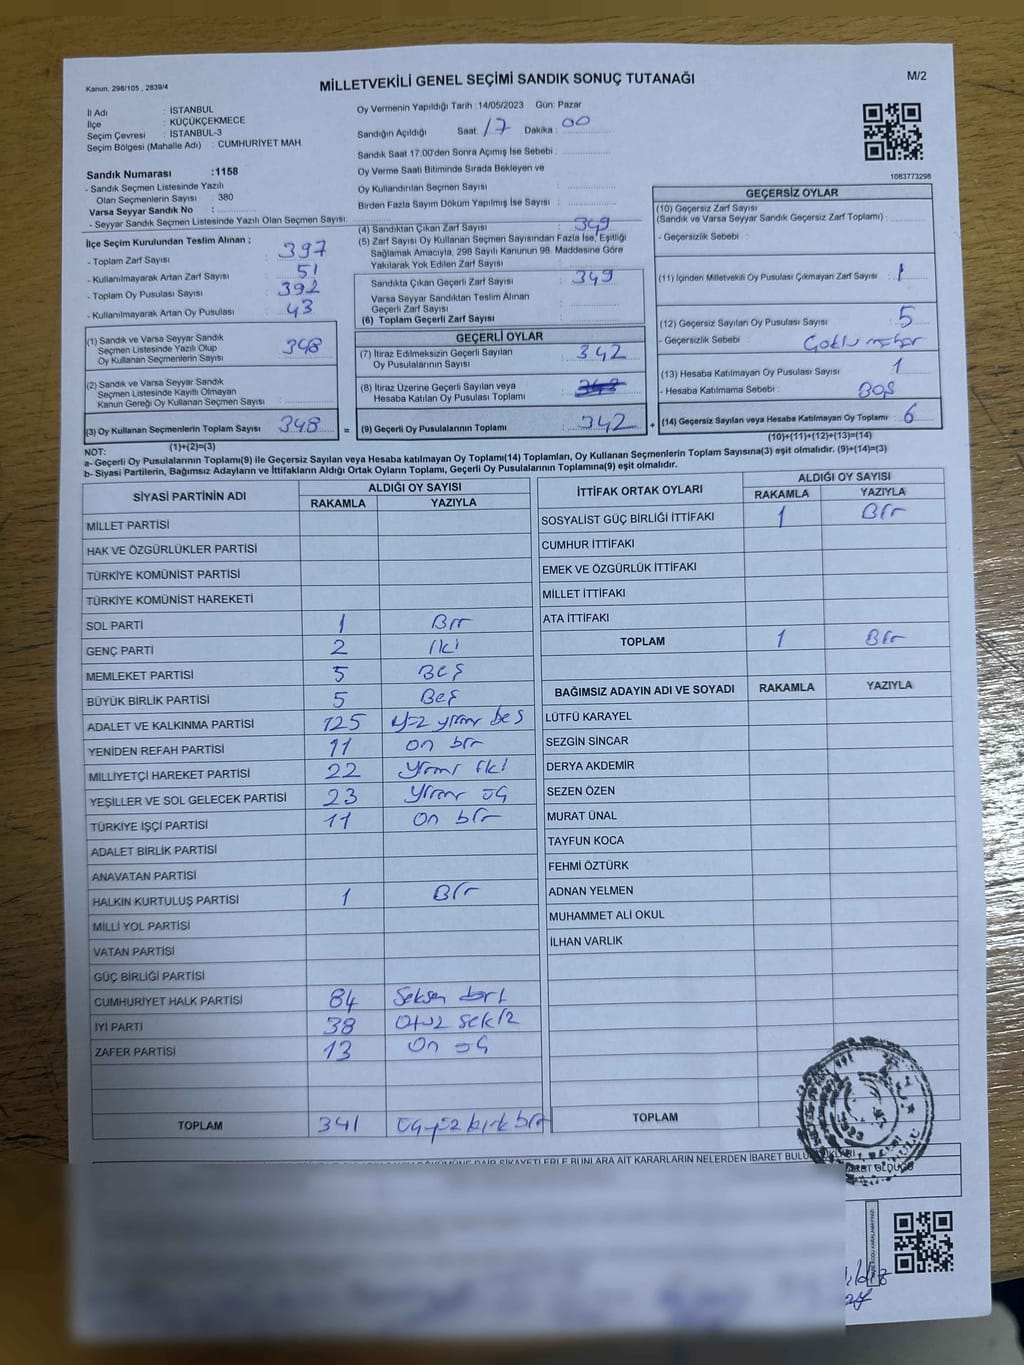 Kanun, 298/105 , 2839/4
MİLLETVEKİLİ GENEL SEÇİMİ SANDIK SONUÇ TUTANAĞI
M/2
İl Adı : İSTANBUL
İlçe : KÜÇÜKÇEKMECE
Seçim Çevresi : İSTANBUL-3
Seçim Bölgesi (Mahalle Adı) : CUMHURİYET MAH.
Sandık Numarası :1158
- Sandık Seçmen Listesinde Yazılı
Olan Seçmenlerin Sayısı : 380
Varsa Seyyar Sandık No :
- Seyyar Sandık Seçmen Listesinde Yazılı Olan Seçmen Sayısı:
İlçe Seçim Kurulundan Teslim Alınan ;
- Toplam Zarf Sayısı : 397
- Kullanılmayarak Artan Zarf Sayısı : 51
- Toplam Oy Pusulası Sayısı : 392
- Kullanılmayarak Artan Oy Pusulası : 43
(1) Sandık ve Varsa Seyyar Sandık
Seçmen Listesinde Yazılı Olup
Oy Kullanan Seçmenlerin Sayısı : 348
(2) Sandık ve Varsa Seyyar Sandık
Seçmen Listesinde Kayıtlı Olmayan
Kanun Gereği Oy Kullanan Seçmen Sayısı :
(3) Oy Kullanan Seçmenlerin Toplam Sayısı : 348 =
(1)+(2)=(3)
Oy Vermenin Yapıldığı Tarih :14/05/2023 Gün: Pazar
Sandığın Açıldığı Saat: 17 Dakika : 00
Sandık Saat 17.00'den Sonra Açımış İse Sebebi :
Oy Verme Saati Bitiminde Sırada Bekleyen ve
Oy Kullandırılan Seçmen Sayısı :
Birden Fazla Sayım Döküm Yapılmış İse Sayısı :
(4) Sandıktan Çıkan Zarf Sayısı : 349
(5) Zarf Sayısı Oy Kullanan Seçmen Sayısından Fazla İse, Eşitliği
Sağlamak Amacıyla, 298 Sayılı Kanunun 98. Maddesine Göre
Yakılarak Yok Edilen Zarf Sayısı :
Sandıkta Çıkan Geçerli Zarf Sayısı : 349
Varsa Seyyar Sandıktan Teslim Alınan
Geçerli Zarf Sayısı :
(6) Toplam Geçerli Zarf Sayısı :
GEÇERLİ OYLAR
(7) İtiraz Edilmeksizin Geçerli Sayılan
Oy Pusulalarının Sayısı : 342
(8) İtiraz Üzerine Geçerli Sayılan veya
Hesaba Katılan Oy Pusulası Toplamı :
(9) Geçerli Oy Pusulalarının Toplamı : 342 +
1083773298
GEÇERSİZ OYLAR
(10) Geçersiz Zarf Sayısı
(Sandık ve Varsa Seyyar Sandık Geçersiz Zarf Toplamı) :
- Geçersizlik Sebebi :
(11) İçinden Milletvekili Oy Pusulası Çıkmayan Zarf Sayısı : 1
(12) Geçersiz Sayılan Oy Pusulası Sayısı : 5
- Geçersizlik Sebebi : Çoklu mühür
(13) Hesaba Katılmayan Oy Pusulası Sayısı : 1
- Hesaba Katılmama Sebebi : BOŞ
(14) Geçersiz Sayılan veya Hesaba Katılmayan Oy Toplamı : 6
(10)+(11)+(12)+(13)=(14)
NOT:
a- Geçerli Oy Pusulalarının Toplamı(9) ile Geçersiz Sayılan veya Hesaba Katılmayan Oy Toplamı(14) Toplamları, Oy Kullanan Seçmenlerin Toplam Sayısına(3) eşit olmalıdır. (9)+(14)=(3)
b- Siyasi Partilerin, Bağımsız Adayların ve İttifakların Aldığı Ortak Oyların Toplamı, Geçerli Oy Pusulalarının Toplamına(9) eşit olmalıdır.
SİYASİ PARTİNİN ADI ALDIĞI OY SAYISI
RAKAMLA YAZIYLA
MİLLET PARTİSİ
HAK VE ÖZGÜRLÜKLER PARTİSİ
TÜRKİYE KOMÜNİST PARTİSİ
TÜRKİYE KOMÜNİST HAREKETİ
SOL PARTİ 1 Bir
GENÇ PARTİ 2 İki
MEMLEKET PARTİSİ 5 Beş
BÜYÜK BİRLİK PARTİSİ 5 Beş
ADALET VE KALKINMA PARTİSİ 125 yüz yirmi beş
YENİDEN REFAH PARTİSİ 11 on bir
MİLLİYETÇİ HAREKET PARTİSİ 22 yirmi iki
YEŞİLLER VE SOL GELECEK PARTİSİ 23 yirmi üç
TÜRKİYE İŞÇİ PARTİSİ 11 on bir
ADALET BİRLİK PARTİSİ
ANAVATAN PARTİSİ
HALKIN KURTULUŞ PARTİSİ 1 Bir
MİLLİ YOL PARTİSİ
VATAN PARTİSİ
GÜÇ BİRLİĞİ PARTİSİ
CUMHURİYET HALK PARTİSİ 84 Seksen dört
İYİ PARTİ 38 Otuz sekiz
ZAFER PARTİSİ 13 On üç
TOPLAM 341 üçyüz kırk bir
İTTİFAK ORTAK OYLARI ALDIĞI OY SAYISI
RAKAMLA YAZIYLA
SOSYALİST GÜÇ BİRLİĞİ İTTİFAKI 1 Bir
CUMHUR İTTİFAKI
EMEK VE ÖZGÜRLÜK İTTİFAKI
MİLLET İTTİFAKI
ATA İTTİFAKI
TOPLAM 1 Bir
BAĞIMSIZ ADAYIN ADI VE SOYADI RAKAMLA YAZIYLA
LÜTFÜ KARAYEL
SEZGİN SİNCAR
DERYA AKDEMİR
SEZEN ÖZEN
MURAT ÜNAL
TAYFUN KOCA
FEHMİ ÖZTÜRK
ADNAN YELMEN
MUHAMMET ALİ OKUL
İLHAN VARLIK
TOPLAM
DAİR ŞİKAYETLERLE BUNLARA AİT KARARLARIN NELERDEN İBARET